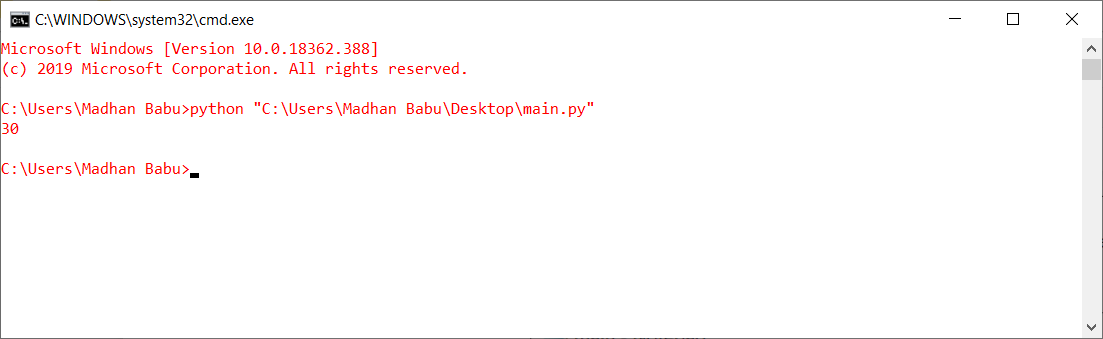 C:\WINDOWS\system32\cmd.exe
Microsoft Windows [Version 10.0.18362.388]
(c) 2019 Microsoft Corporation. All rights reserved.
C:\Users\Madhan Babu>python "C:\Users\Madhan Babu\Desktop\main.py"
30
C:\Users\Madhan Babu>